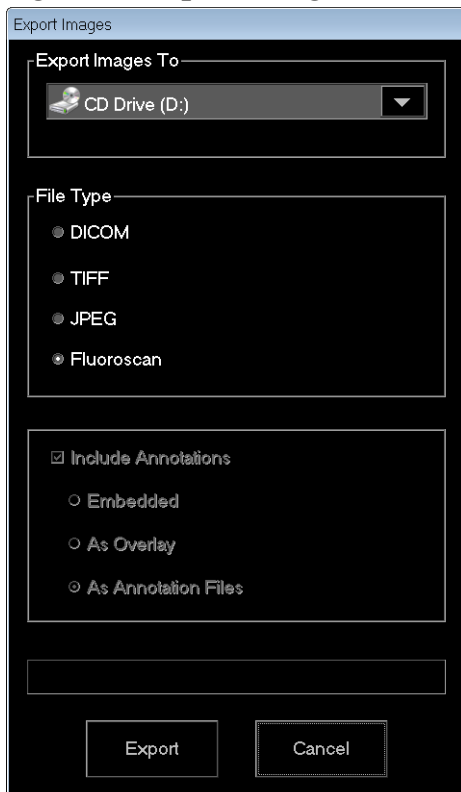 Export Images
Export Images To
CD Drive (D:)
File Type
DICOM
TIFF
JPEG
Fluoroscan
Include Annotations
Embedded
As Overlay
As Annotation Files
Export
Cancel